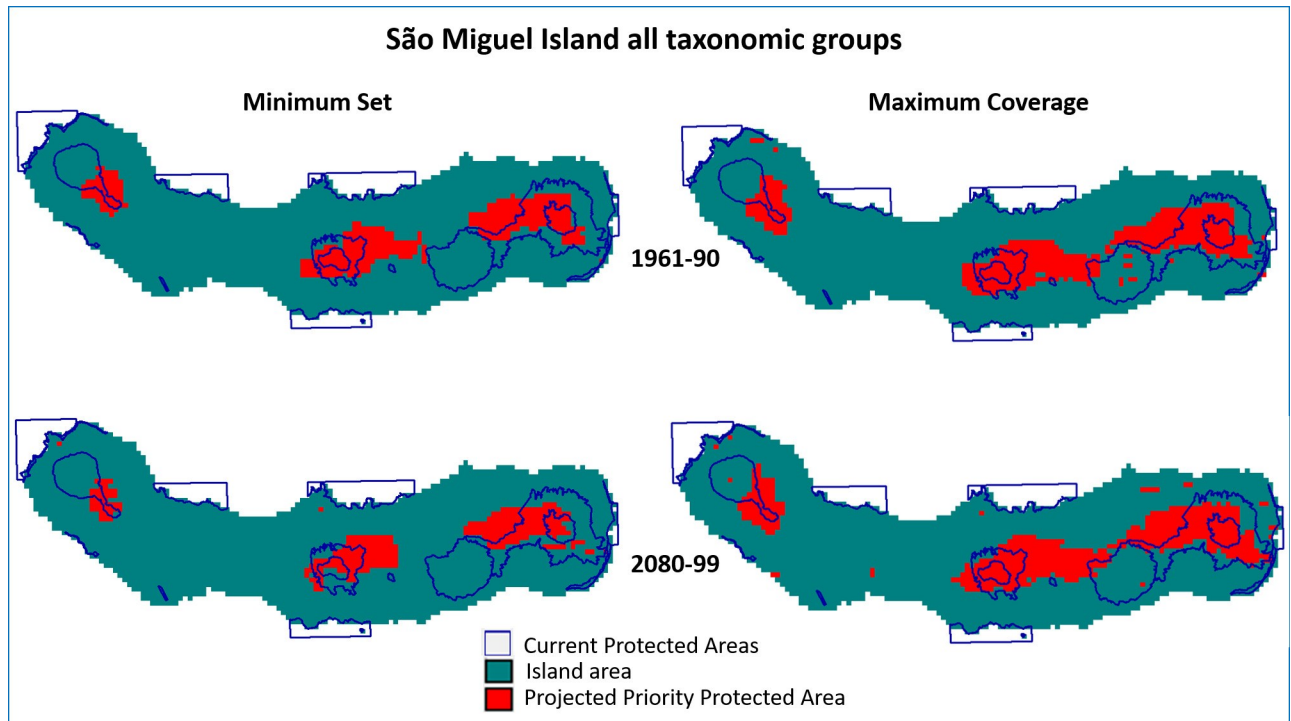 São Miguel Island all taxonomic groups
Minimum Set
Maximum Coverage
1961-90
2080-99
Current Protected Areas
Island area
Projected Priority Protected Area